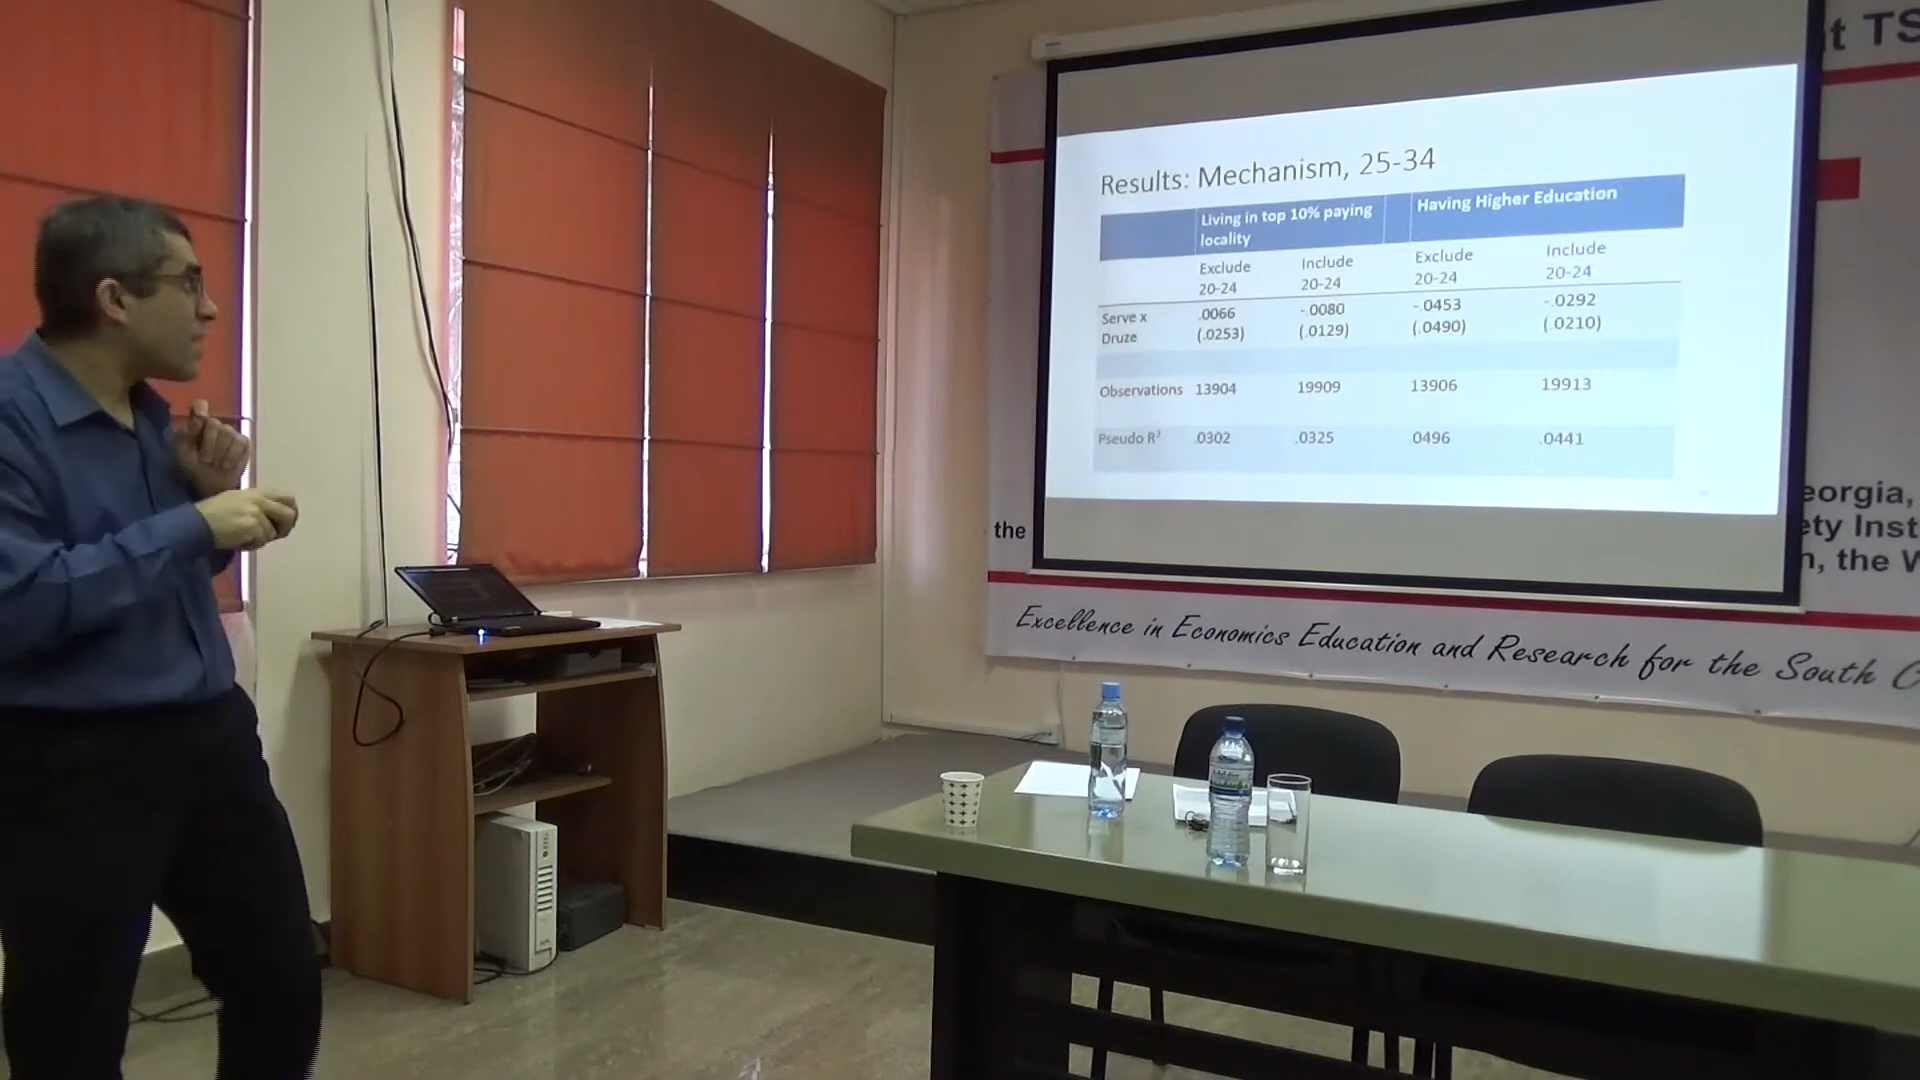 t TS
Results: Mechanism, 25-34
Living in top 10% paying locality
Having Higher Education
Exclude 20-24
Include 20-24
Exclude 20-24
Include 20-24
Serve x Druze
.0066
-.0080
-.0453
-.0292
(.0253)
(.0129)
(.0490)
(.0210)
Observations 13904 19909 13906 19913
Pseudo R² .0302 .0325 .0496 .0441
eorgia,
the
ety Inst
n, the W
Excellence in Economics Education and Research for the South C